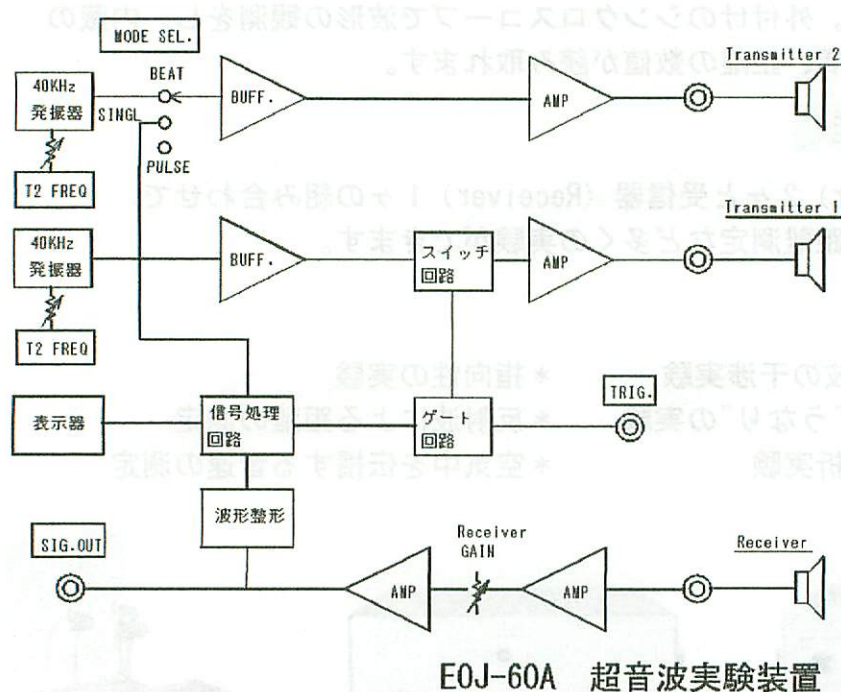 MODE SEL.
Transmitter 2
40KHz
発振器
BEAT
SINGL
PULSE
BUFF.
AMP
T2 FREQ
Transmitter 1
40KHz
発振器
BUFF.
スイッチ
回路
AMP
T2 FREQ
表示器
信号処理
回路
ゲート
回路
TRIG.
波形整形
SIG.OUT
Receiver
GAIN
AMP
AMP
Receiver
EOJ-60A 超音波実験装置